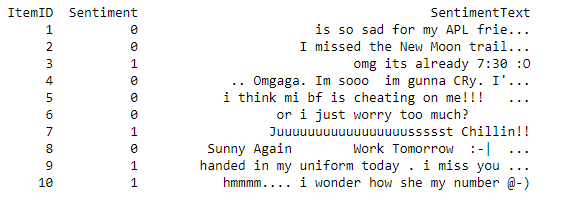 ItemID Sentiment SentimentText
1 0 is so sad for my APL frie...
2 0 I missed the New Moon trail...
3 1 omg its already 7:30 :O
4 0 .. Omgaga. Im sooo im gunna CRy. I'...
5 0 i think mi bf is cheating on me!!! ...
6 0 or i just worry too much?
7 1 Juuuuuuuuuuuuuuuuussssst Chillin!!
8 0 Sunny Again Work Tomorrow :-| ...
9 1 handed in my uniform today . i miss you ...
10 1 hmmmm.... i wonder how she my number @-)